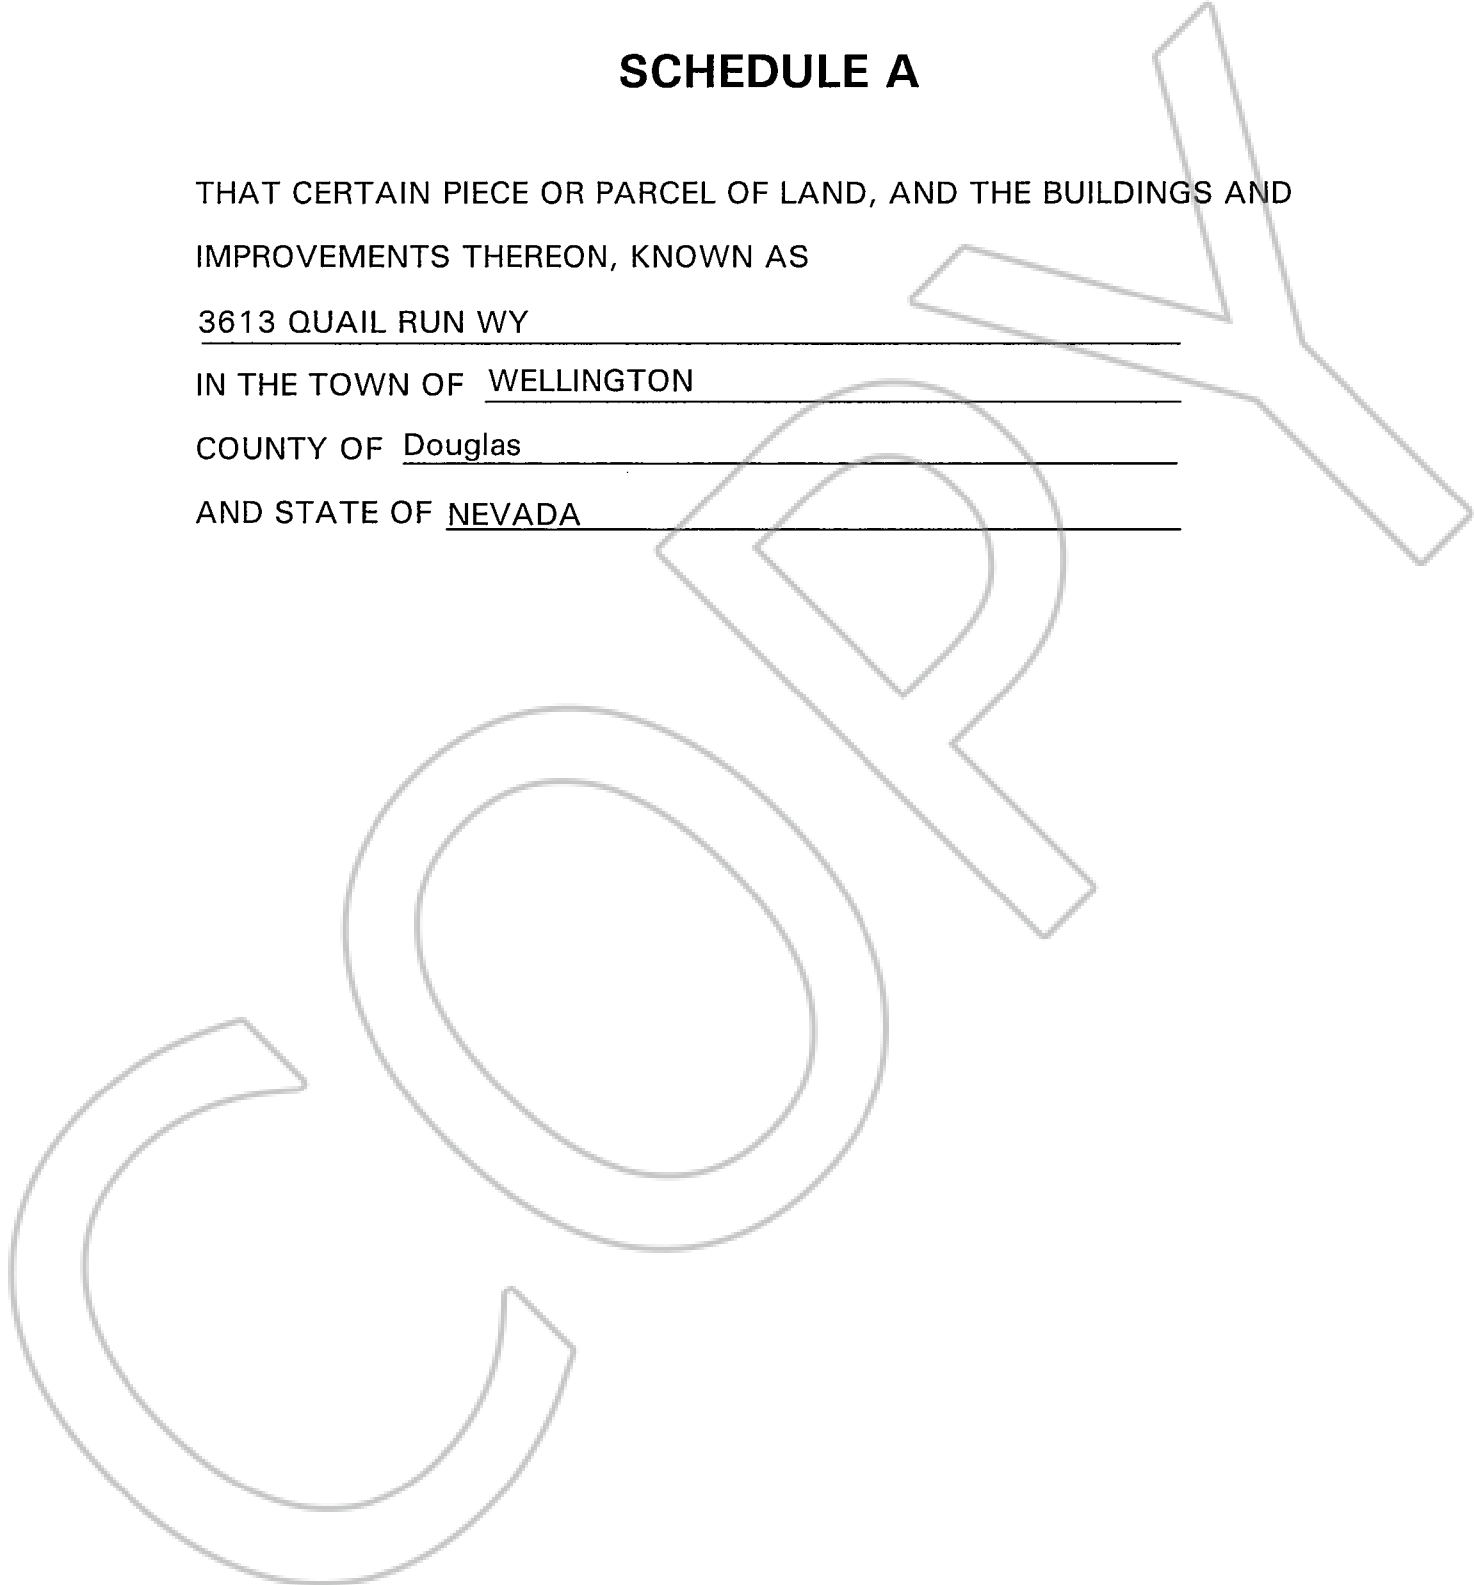 SCHEDULE A
THAT CERTAIN PIECE OR PARCEL OF LAND, AND THE BUILDINGS AND
IMPROVEMENTS THEREON, KNOWN AS
3613 QUAIL RUN WY
IN THE TOWN OF WELLINGTON
COUNTY OF Douglas
AND STATE OF NEVADA
COPY